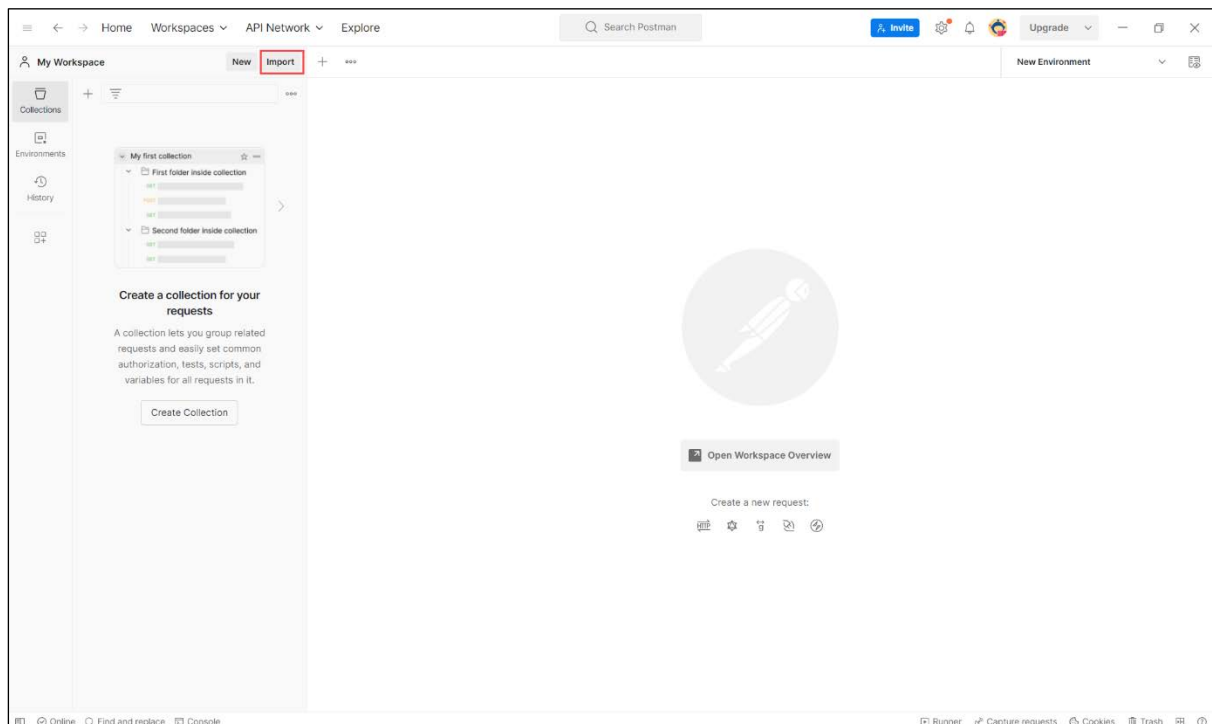 Home Workspaces API Network Explore Search Postman Invite Upgrade
My Workspace New Import New Environment
Collections
Environments
History
My first collection
First folder inside collection
GET
POST
GET
Second folder inside collection
GET
GET
Create a collection for your
requests
A collection lets you group related
requests and easily set common
authorization, tests, scripts, and
variables for all requests in it.
Create Collection
Open Workspace Overview
Create a new request:
HTTP
Online Find and replace Console Runner Capture requests Cookies Trash